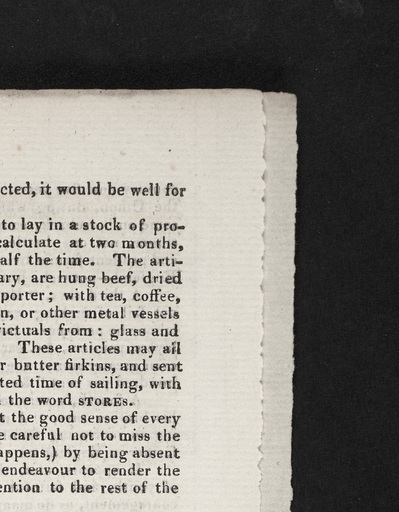 cted, it would be well for
to lay in a stock of pro-
calculate at two months,
alf the time. The arti-
ary, are hung beef, dried
porter; with tea, coffee,
n, or other metal vessels
victuals from: glass and
These articles may all
r butter firkins, and sent
ted time of sailing, with
the word STORES.
t the good sense of every
e careful not to miss the
appens,) by being absent
endeavour to render the
ention to the rest of the